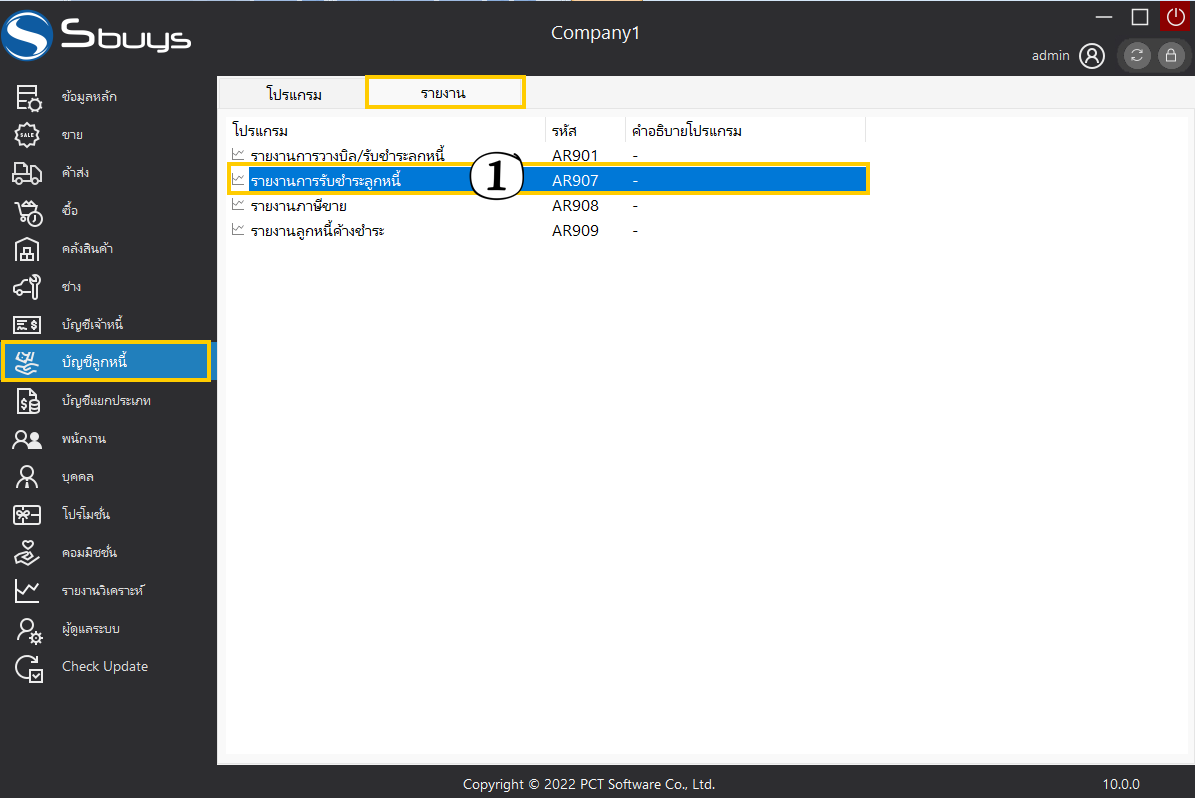 Sbuys
Company1
admin
ข้อมูลหลัก
ขาย
ค้าส่ง
ซื้อ
คลังสินค้า
ช่าง
บัญชีเจ้าหนี้
บัญชีลูกหนี้
บัญชีแยกประเภท
พนักงาน
บุคคล
โปรโมชั่น
คอมมิชชั่น
รายงานวิเคราะห์
ผู้ดูแลระบบ
Check Update
โปรแกรม รายงาน
โปรแกรม รหัส คำอธิบายโปรแกรม
รายงานการวางบิล/รับชำระลูกหนี้ AR901 -
รายงานการรับชำระลูกหนี้ 1 AR907 -
รายงานภาษีขาย AR908 -
รายงานลูกหนี้ค้างชำระ AR909 -
Copyright © 2022 PCT Software Co., Ltd.
10.0.0